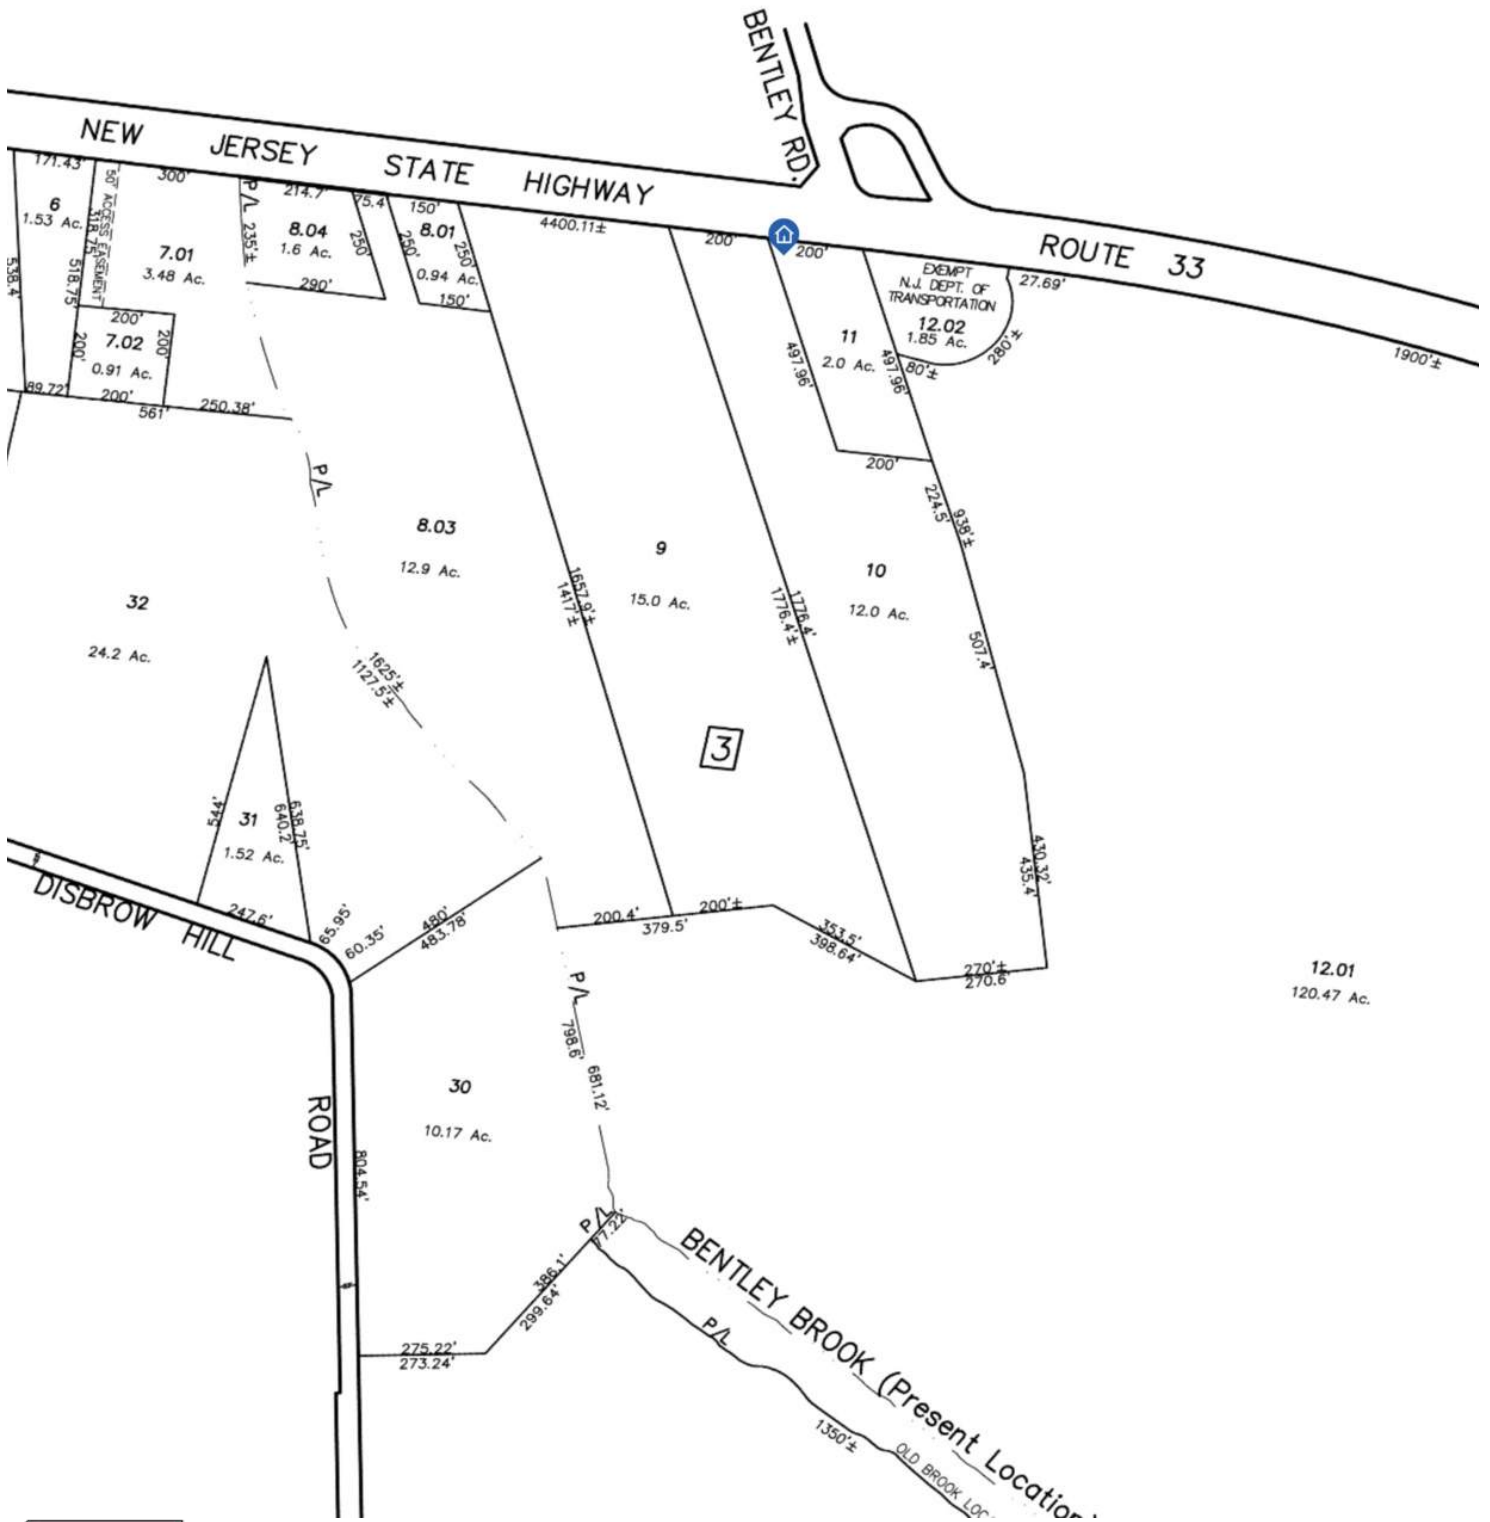 BENTLEY RD.
NEW JERSEY STATE HIGHWAY
ROUTE 33
171.43'
6
1.53 Ac.
538.4'
518.75'
318.75'
50' ACCESS EASEMENT
300'
7.01
3.48 Ac.
P/L
235'±
214.7'
8.04
1.6 Ac.
250'
290'
75.4'
150'
8.01
0.94 Ac.
250'
250'
150'
4400.11±
200'
200'
EXEMPT
N.J. DEPT. OF
TRANSPORTATION
12.02
1.85 Ac.
27.69'
280'±
80'±
1900'±
200'
7.02
0.91 Ac.
200'
200'
89.72'
200'
561'
250.38'
11
2.0 Ac.
497.96'
497.96'
200'
P/L
8.03
12.9 Ac.
224.5'
938'±
9
15.0 Ac.
10
12.0 Ac.
1657.9'±
1417'±
1776.4'
1776.4'±
507.4'
32
24.2 Ac.
1625'±
1127.5'±
3
544'
31
1.52 Ac.
638.75'
640.2'
247.6'
65.95'
60.35'
480'
483.78'
200.4'
379.5'
200'±
353.5'
398.64'
430.32'
435.4'
270'±
270.6'
12.01
120.47 Ac.
DISBROW HILL
ROAD
P/L
798.6'
681.12'
30
10.17 Ac.
804.54'
P/L
77.22'
386.1'
299.64'
275.22'
273.24'
BENTLEY BROOK (Present Location)
P/L
1350'±
OLD BROOK